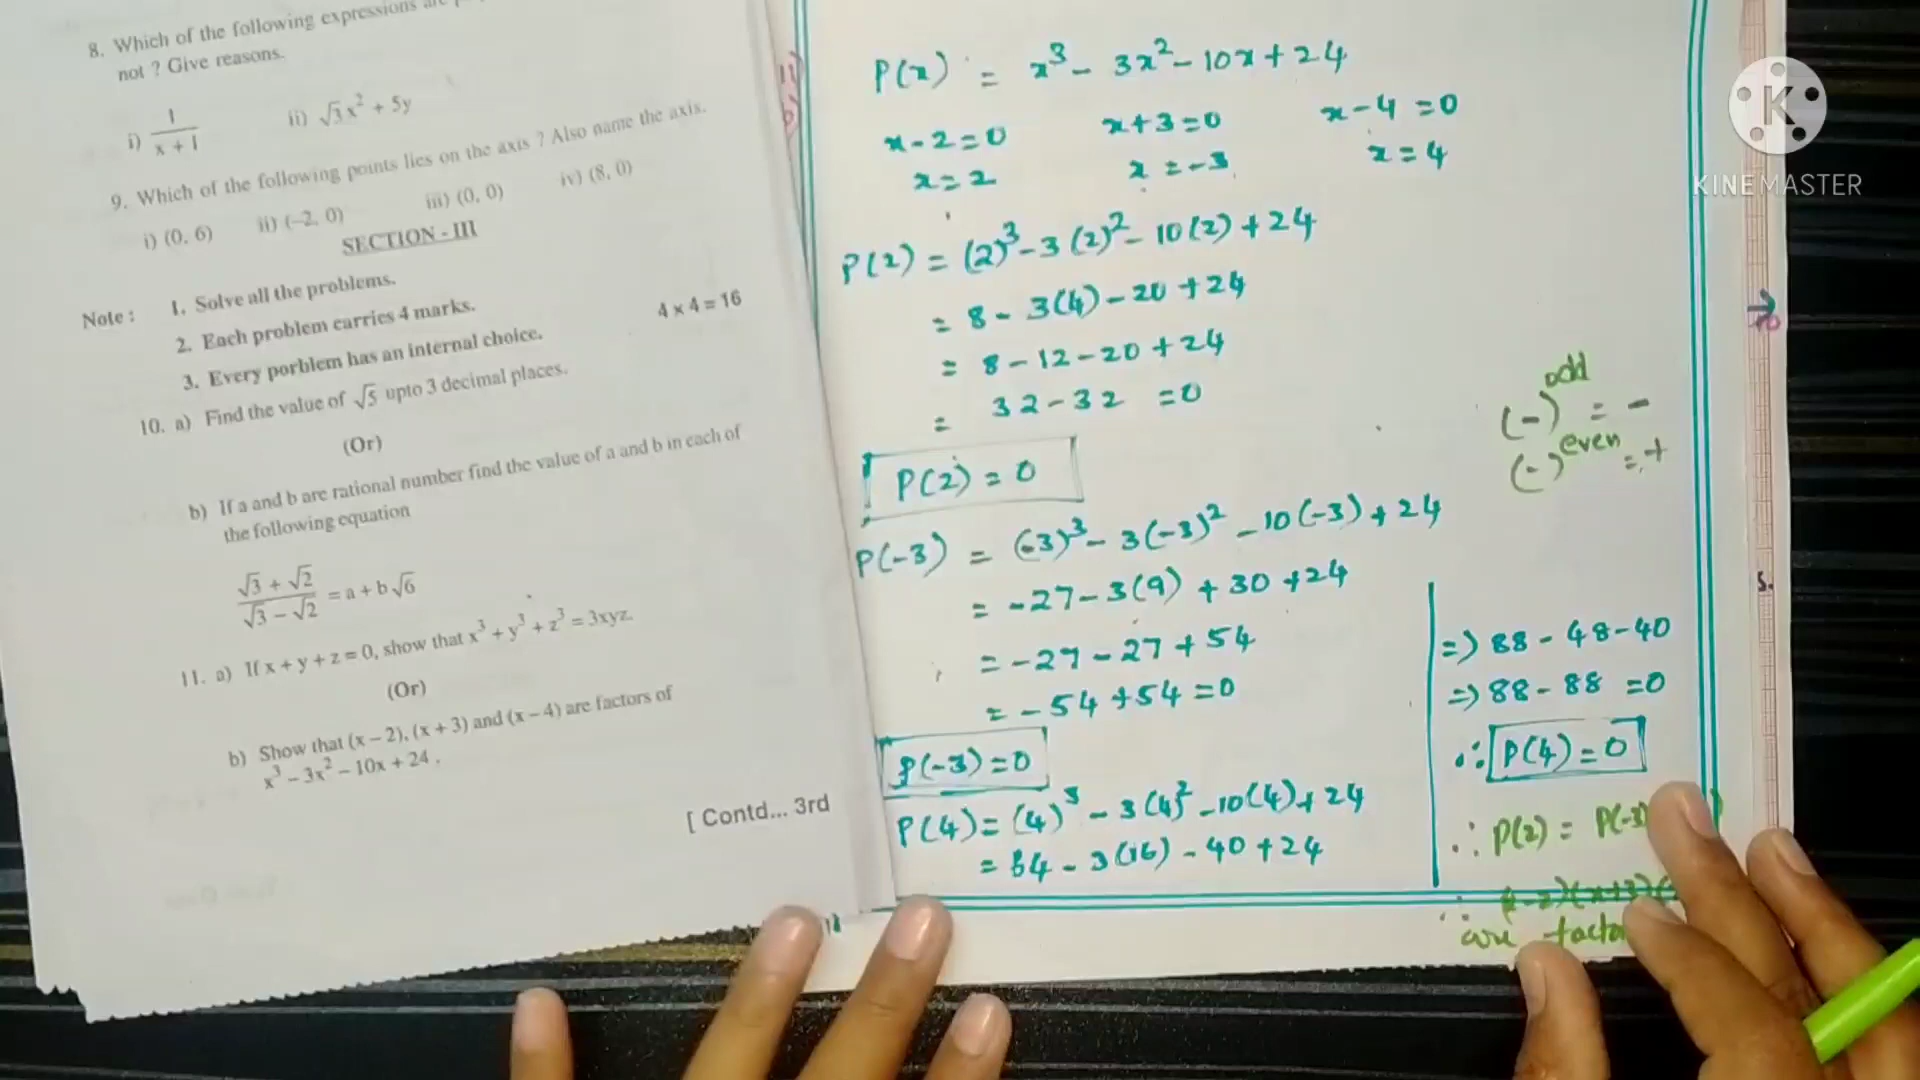 8. Which of the following expressions are
not ? Give reasons.
i) 1/(x + 1) ii) √3x² + 5y
9. Which of the following points lies on the axis ? Also name the axis.
i) (0, 6) ii) (–2, 0) iii) (0, 0) iv) (8, 0)
SECTION - III
Note : 1. Solve all the problems.
2. Each problem carries 4 marks.
3. Every porblem has an internal choice. 4 x 4 = 16
10. a) Find the value of √5 upto 3 decimal places.
(Or)
b) If a and b are rational number find the value of a and b in each of
the following equation
(√3 + √2)/(√3 – √2) = a + b√6
11. a) If x + y + z = 0, show that x³ + y³ + z³ = 3xyz.
(Or)
b) Show that (x – 2), (x + 3) and (x – 4) are factors of
x³ – 3x² – 10x + 24 .
[ Contd... 3rd
11)
b)
P(x) = x³ - 3x² - 10x + 24
x - 2 = 0 x + 3 = 0 x - 4 = 0
x = 2 x = -3 x = 4
P(2) = (2)³ - 3(2)² - 10(2) + 24
= 8 - 3(4) - 20 + 24
= 8 - 12 - 20 + 24
= 32 - 32 = 0
P(2) = 0
P(-3) = (-3)³ - 3(-3)² - 10(-3) + 24
= -27 - 3(9) + 30 + 24
= -27 - 27 + 54
= -54 + 54 = 0
P(-3) = 0
P(4) = (4)³ - 3(4)² - 10(4) + 24
= 64 - 3(16) - 40 + 24
(-)^odd = -
(-)^even = +
=> 88 - 48 - 40
=> 88 - 88 = 0
∴ P(4) = 0
∴ P(2) = P(-3)
∴ (x-2)(x+3)
are
K
KINEMASTER